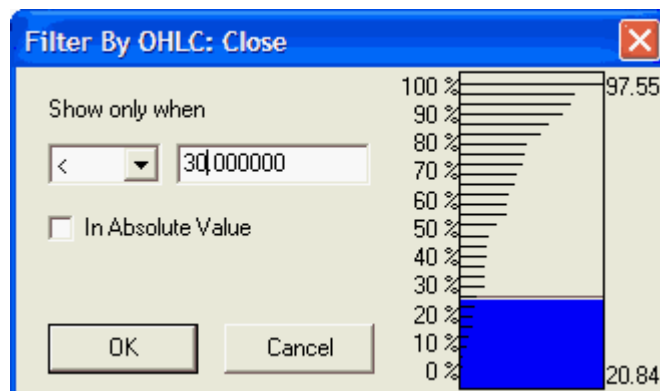 Filter By OHLC: Close
Show only when
< 30.000000
In Absolute Value
OK Cancel
100 % 97.55
90 %
80 %
70 %
60 %
50 %
40 %
30 %
20 %
10 %
0 % 20.84